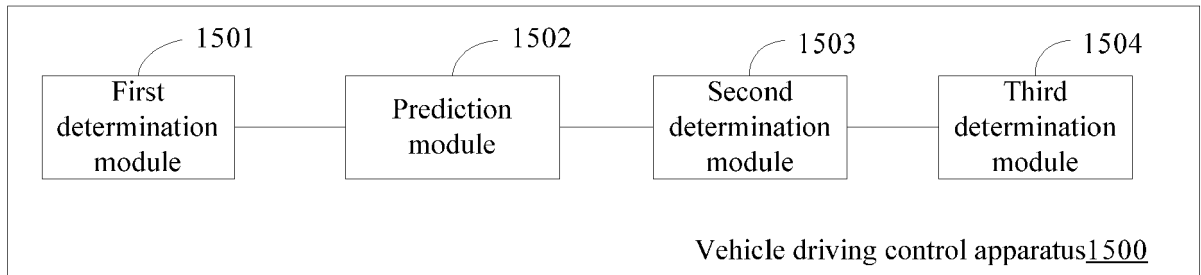 1501
1502
1503
1504
First
determination
module
Prediction
module
Second
determination
module
Third
determination
module
Vehicle driving control apparatus1500